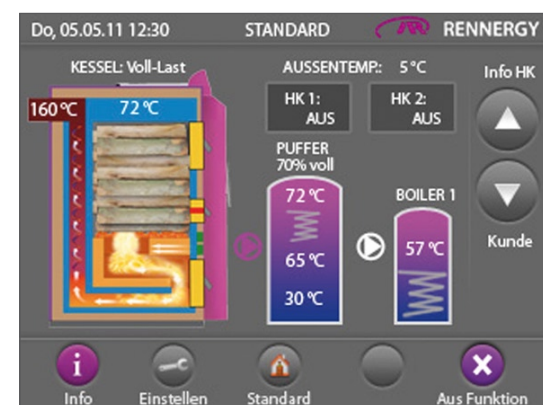 Do, 05.05.11 12:30 STANDARD RENNERGY
KESSEL: Voll-Last AUSSENTEMP.: 5°C Info HK
160°C 72°C
HK 1: AUS
HK 2: AUS
PUFFER
70% voll
72°C
65°C
30°C
BOILER 1
57°C
Kunde
i
Info Einstellen Standard Aus Funktion